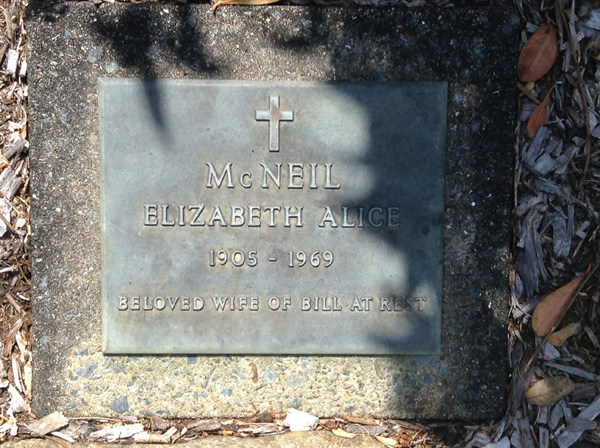 McNEIL
ELIZABETH ALICE
1905 - 1969
BELOVED WIFE OF BILL AT REST